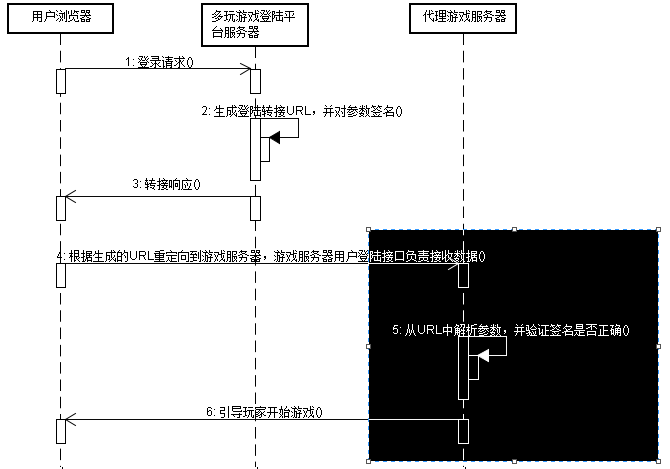 用户浏览器
多玩游戏登陆平
台服务器
代理游戏服务器
1: 登录请求()
2: 生成登陆转接URL，并对参数签名()
3: 转接响应()
4: 根据生成的URL重定向到游戏服务器，游戏服务器用户登陆接口负责接收数据()
5: 从URL中解析参数，并验证签名是否正确()
6: 引导玩家开始游戏()